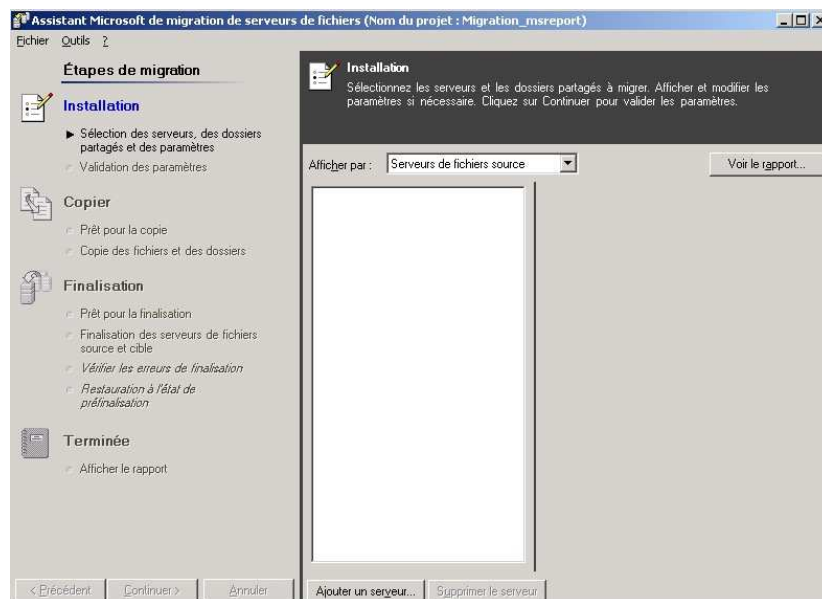 Assistant Microsoft de migration de serveurs de fichiers (Nom du projet : Migration_msreport)
Fichier Outils ?
Étapes de migration
Installation
Sélection des serveurs, des dossiers
partagés et des paramètres
Validation des paramètres
Copier
Prêt pour la copie
Copie des fichiers et des dossiers
Finalisation
Prêt pour la finalisation
Finalisation des serveurs de fichiers
source et cible
Vérifier les erreurs de finalisation
Restauration à l'état de
préfinalisation
Terminée
Afficher le rapport
< Précédent Continuer > Annuler
Installation
Sélectionnez les serveurs et les dossiers partagés à migrer. Afficher et modifier les
paramètres si nécessaire. Cliquez sur Continuer pour valider les paramètres.
Afficher par : Serveurs de fichiers source Voir le rapport...
Ajouter un serveur... Supprimer le serveur